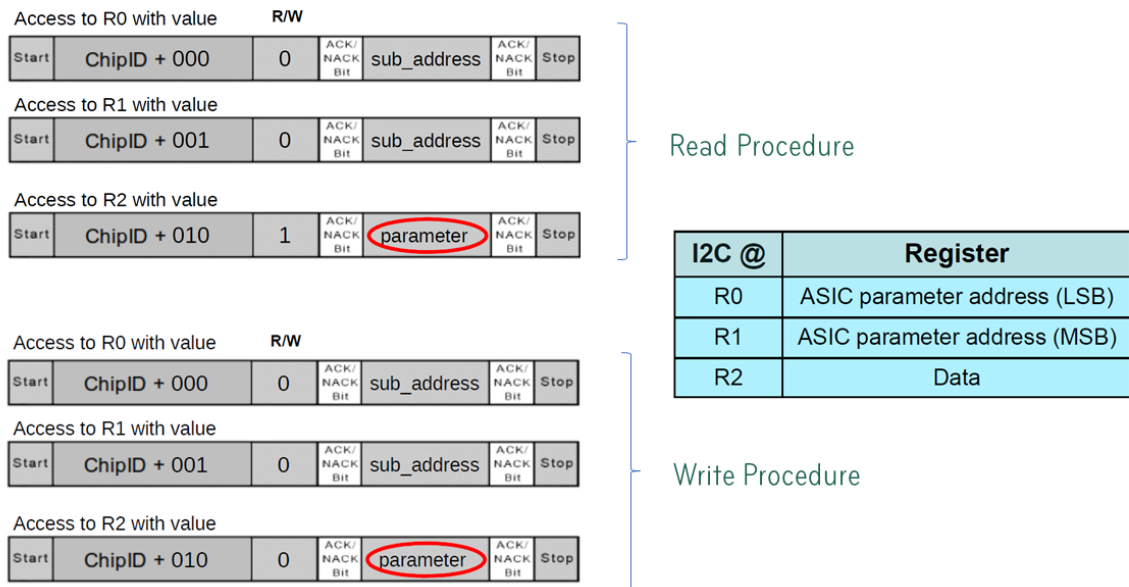 Access to R0 with value R/W
Start ChipID + 000 0 ACK/ NACK Bit sub_address ACK/ NACK Bit Stop
Access to R1 with value
Start ChipID + 001 0 ACK/ NACK Bit sub_address ACK/ NACK Bit Stop
Access to R2 with value
Start ChipID + 010 1 ACK/ NACK Bit parameter ACK/ NACK Bit Stop
Read Procedure
I2C @ Register
R0 ASIC parameter address (LSB)
R1 ASIC parameter address (MSB)
R2 Data
Access to R0 with value R/W
Start ChipID + 000 0 ACK/ NACK Bit sub_address ACK/ NACK Bit Stop
Access to R1 with value
Start ChipID + 001 0 ACK/ NACK Bit sub_address ACK/ NACK Bit Stop
Access to R2 with value
Start ChipID + 010 0 ACK/ NACK Bit parameter ACK/ NACK Bit Stop
Write Procedure